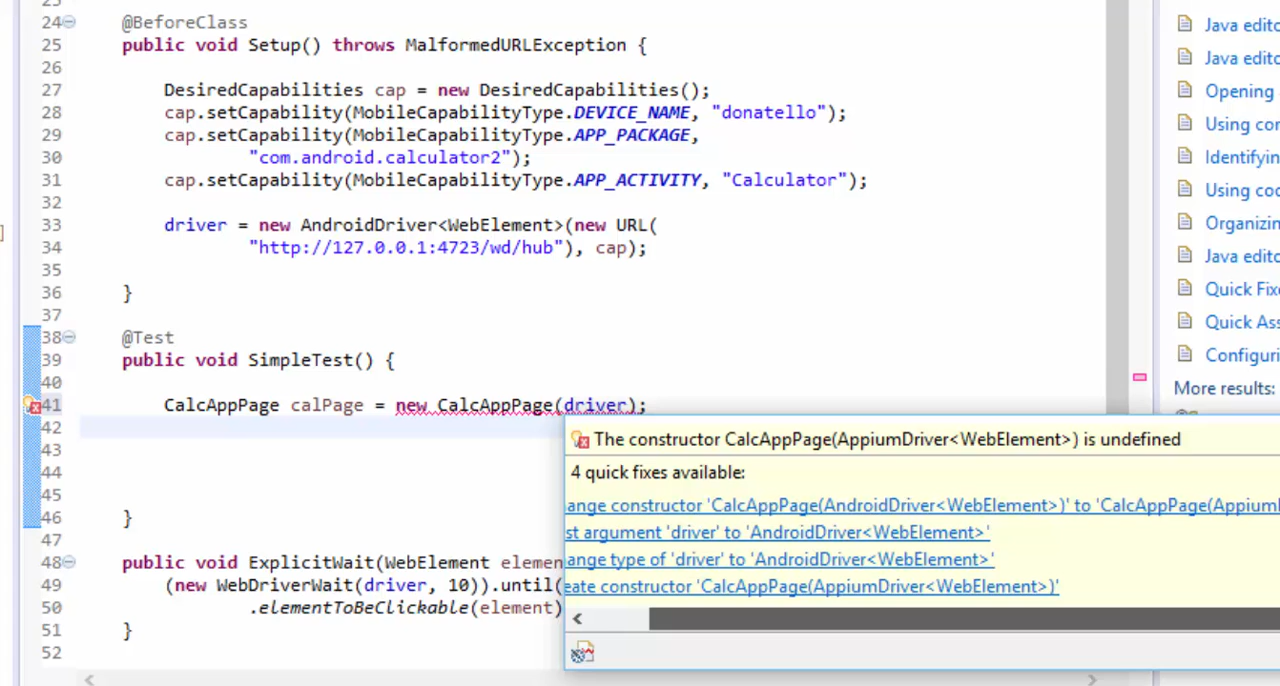 24 @BeforeClass
25 public void Setup() throws MalformedURLException {
26
27 DesiredCapabilities cap = new DesiredCapabilities();
28 cap.setCapability(MobileCapabilityType.DEVICE_NAME, "donatello");
29 cap.setCapability(MobileCapabilityType.APP_PACKAGE,
30 "com.android.calculator2");
31 cap.setCapability(MobileCapabilityType.APP_ACTIVITY, "Calculator");
32
33 driver = new AndroidDriver<WebElement>(new URL(
34 "http://127.0.0.1:4723/wd/hub"), cap);
35
36 }
37
38 @Test
39 public void SimpleTest() {
40
41 CalcAppPage calPage = new CalcAppPage(driver);
42
43
44
45
46 }
47
48 public void ExplicitWait(WebElement elemen
49 (new WebDriverWait(driver, 10)).until(
50 .elementToBeClickable(element)
51 }
52
The constructor CalcAppPage(AppiumDriver<WebElement>) is undefined
4 quick fixes available:
ange constructor 'CalcAppPage(AndroidDriver<WebElement>)' to 'CalcAppPage(Appium
st argument 'driver' to 'AndroidDriver<WebElement>'
ange type of 'driver' to 'AndroidDriver<WebElement>'
eate constructor 'CalcAppPage(AppiumDriver<WebElement>)'
Java edito
Java edito
Opening
Using cor
Identifyin
Using coc
Organizin
Java edito
Quick Fix
Quick Ass
Configuri
More results: